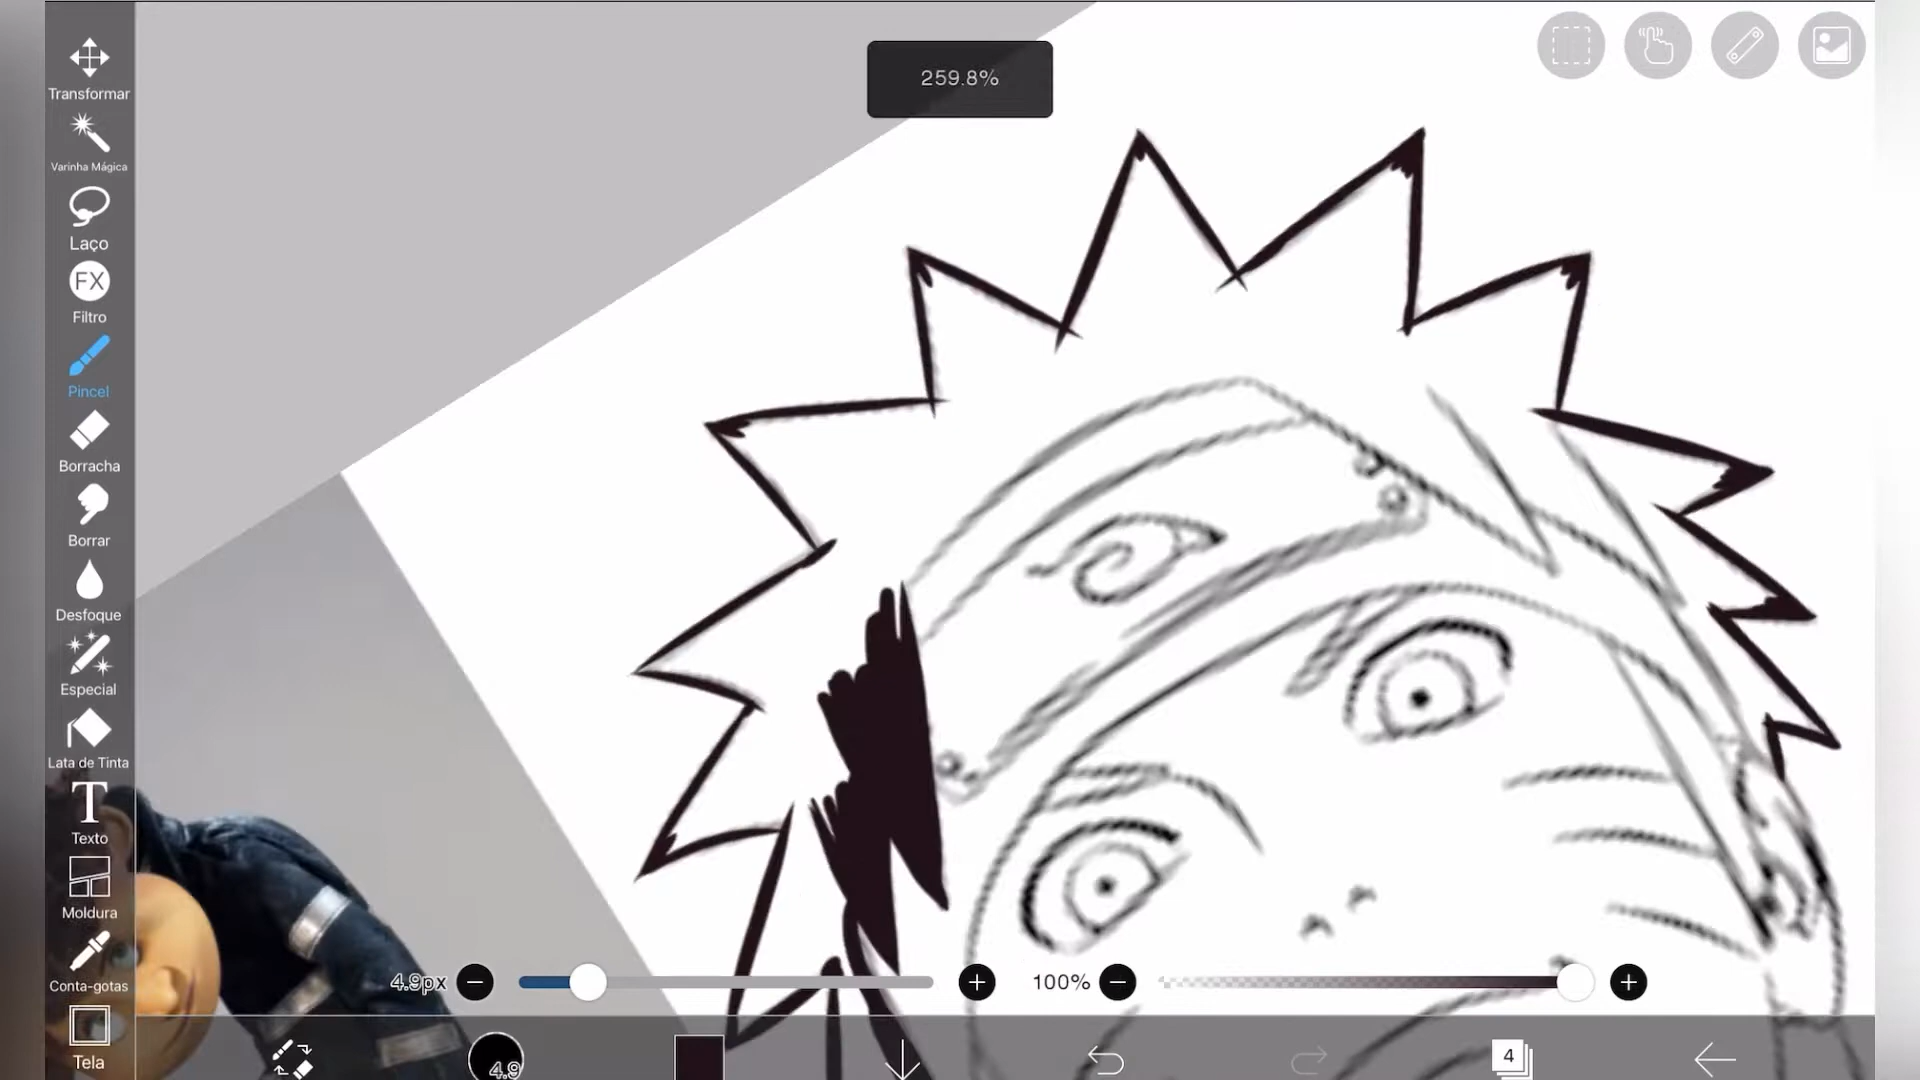 259.8%
Transformar
Varinha Mágica
Laço
FX
Filtro
Pincel
Borracha
Borrar
Desfoque
Especial
Lata de Tinta
T
Texto
Moldura
Conta-gotas
Tela
4.9px
100%
4.9
4